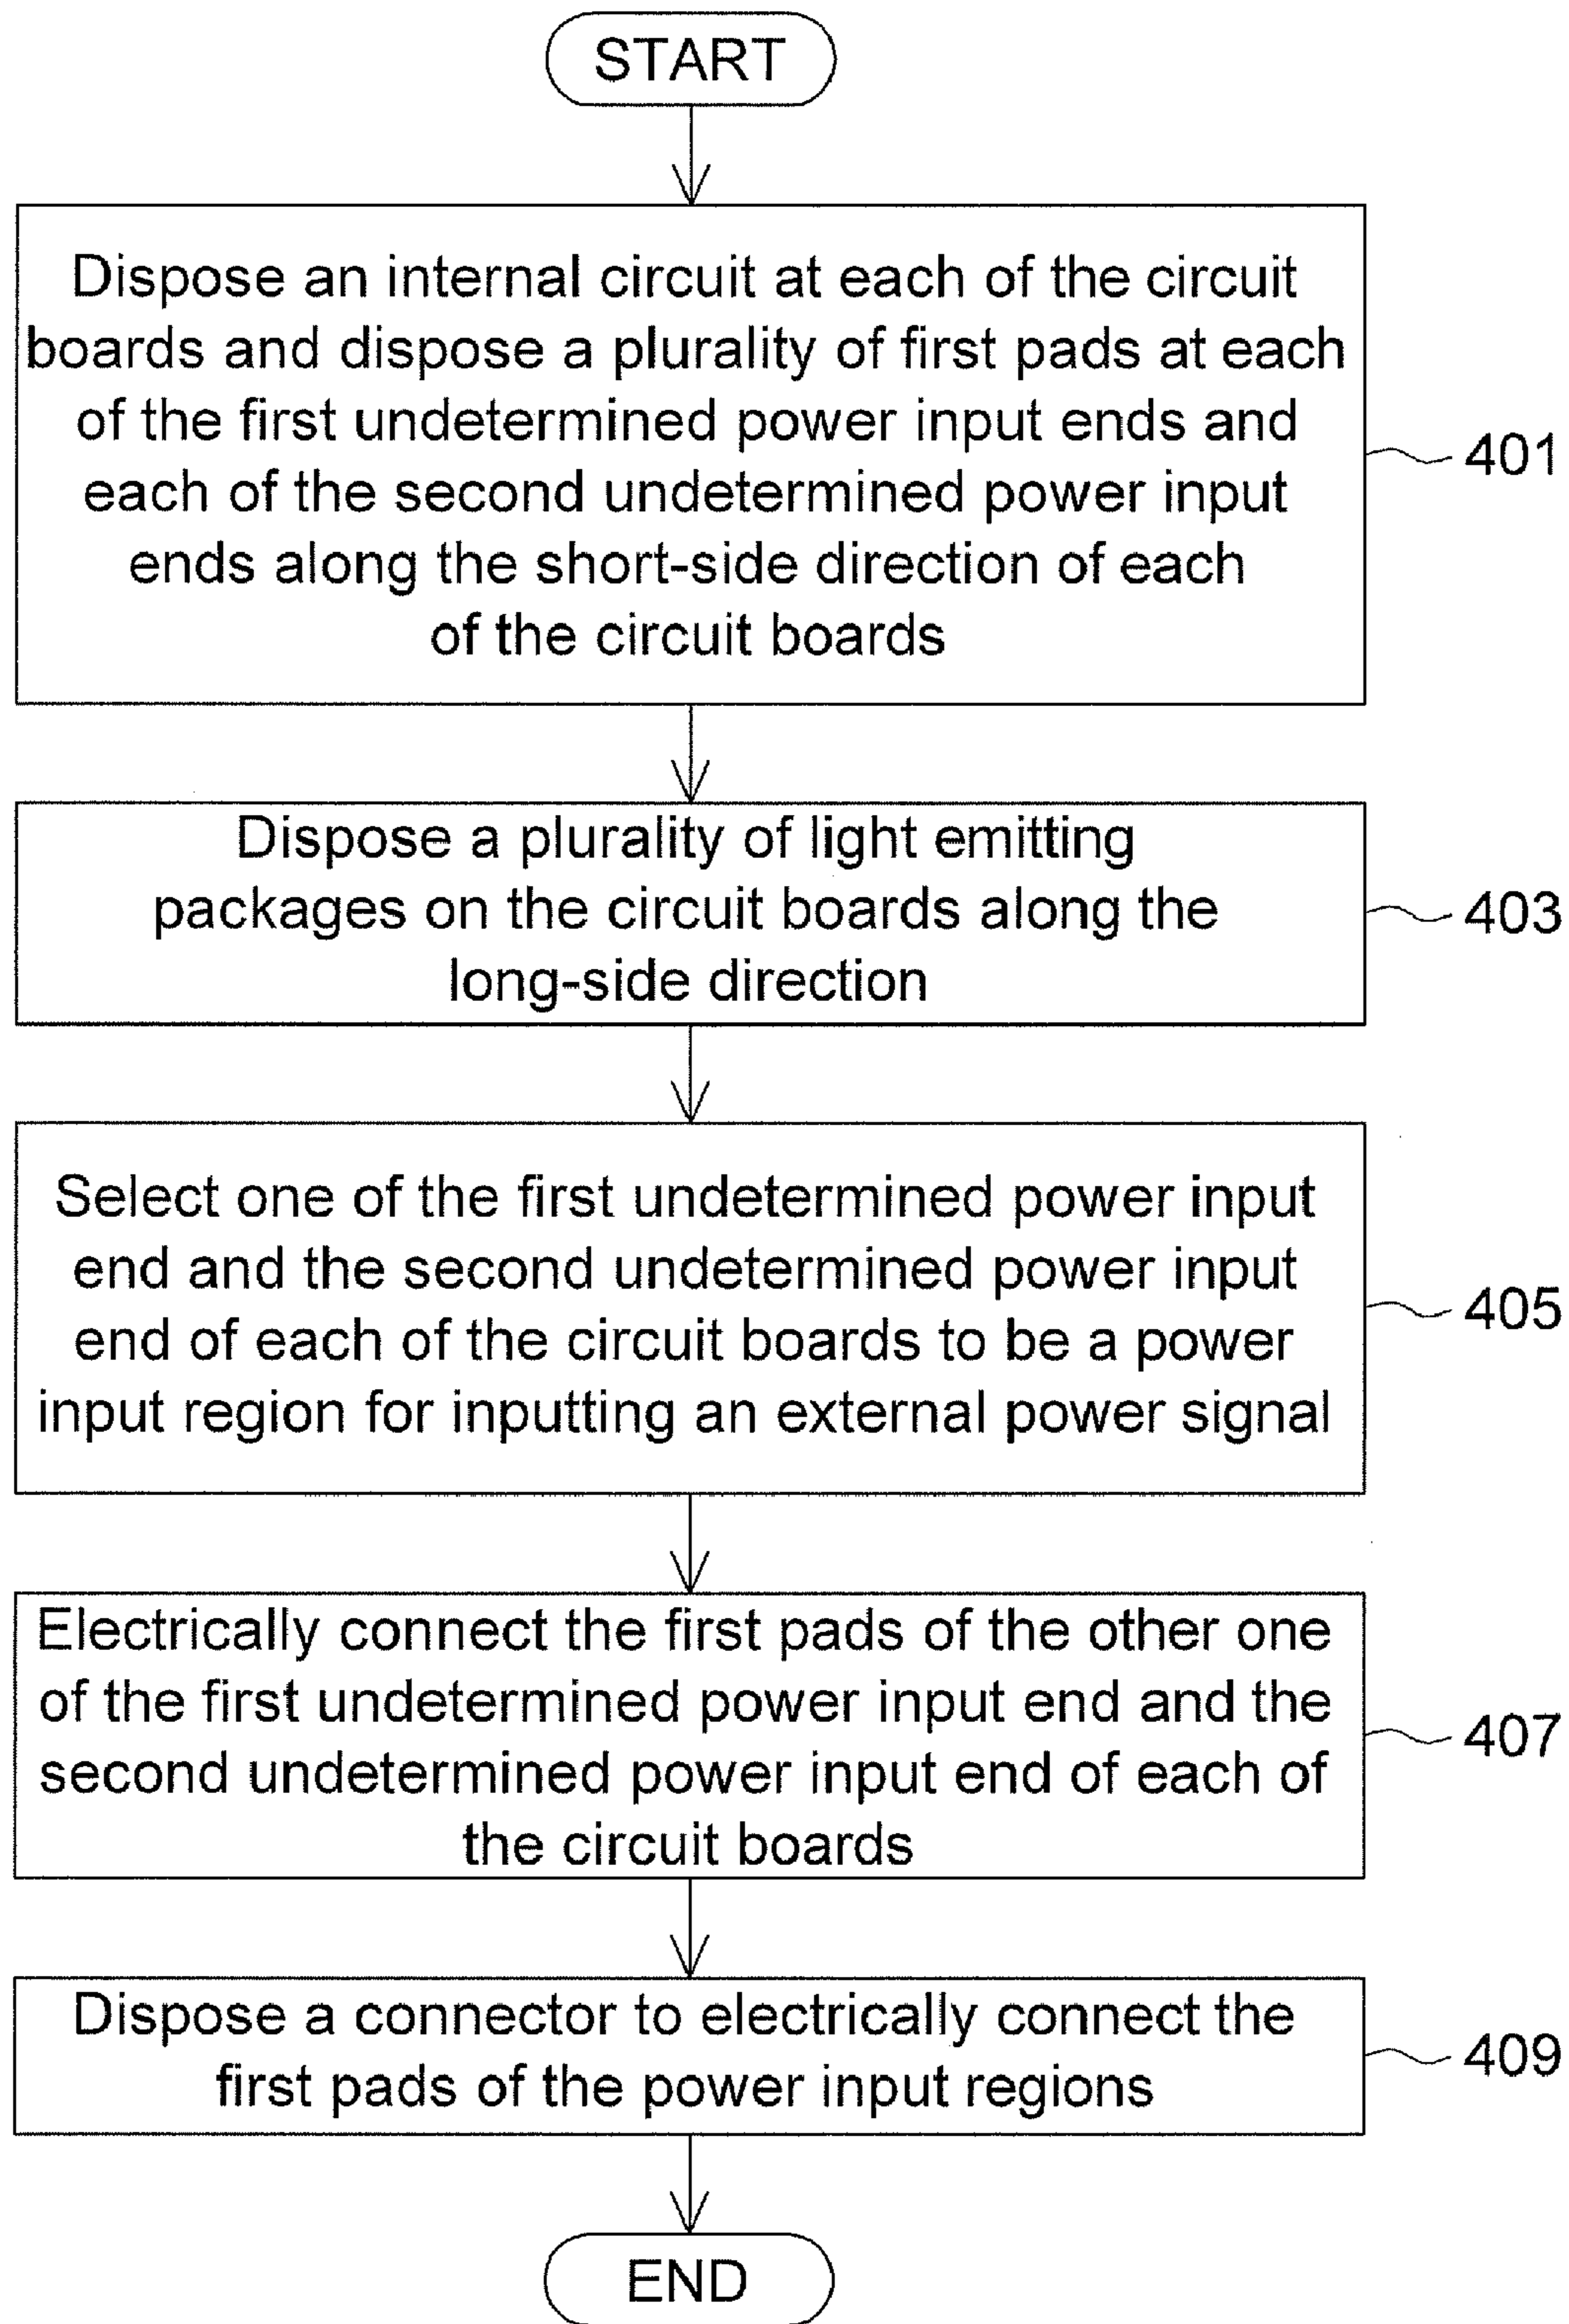 START
Dispose an internal circuit at each of the circuit
boards and dispose a plurality of first pads at each
of the first undetermined power input ends and
each of the second undetermined power input
ends along the short-side direction of each
of the circuit boards
401
Dispose a plurality of light emitting
packages on the circuit boards along the
long-side direction
403
Select one of the first undetermined power input
end and the second undetermined power input
end of each of the circuit boards to be a power
input region for inputting an external power signal
405
Electrically connect the first pads of the other one
of the first undetermined power input end and the
second undetermined power input end of each of
the circuit boards
407
Dispose a connector to electrically connect the
first pads of the power input regions
409
END